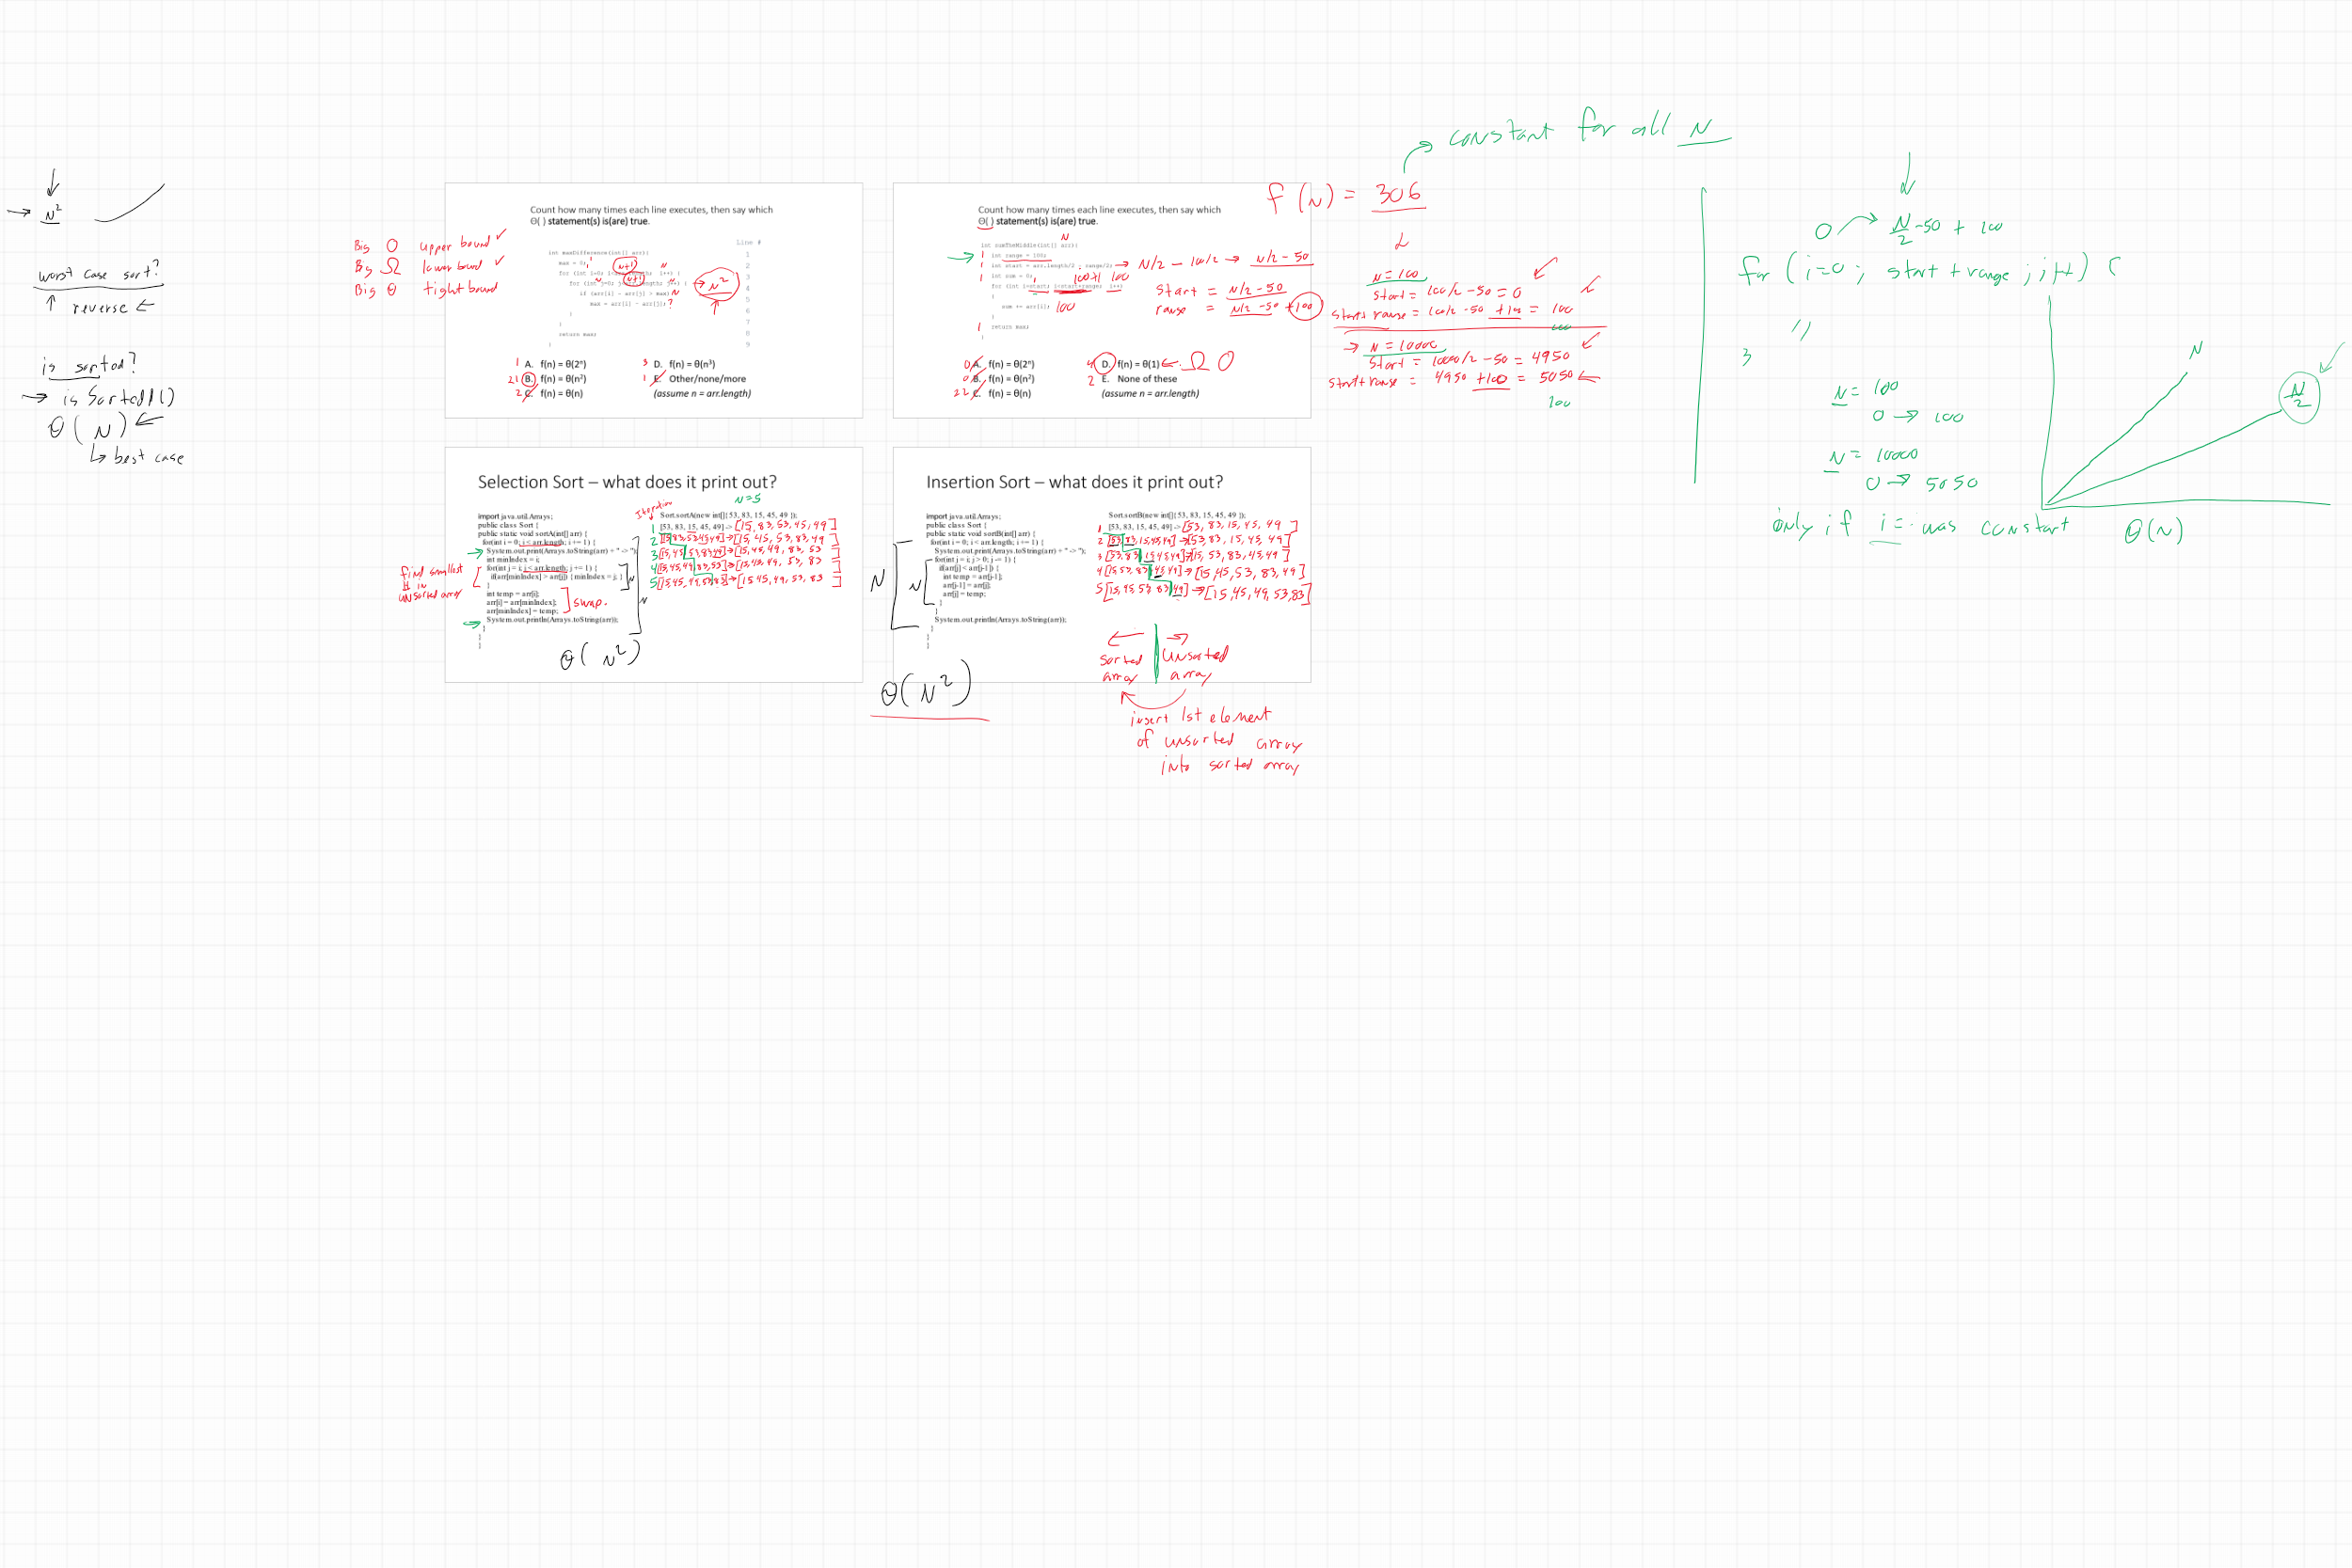 N²
worst case sort?
reverse
is sorted?
isSorted()
θ(N)
best case
Big O upper bound
Big Ω lower bound
Big θ tight bound
Count how many times each line executes, then say which
Θ( ) statement(s) is(are) true.
Line #
int maxDifference(int[] arr){
max = 0;
for (int i=0; i<arr.length; i++) {
for (int j=0; j<arr.length; j++) {
if (arr[i] - arr[j] > max)
max = arr[i] - arr[j];
}
}
return max;
}
1
2
3
4
5
6
7
8
9
N+1
N
N+1
N²
?
1 A. f(n) = θ(2ⁿ)
21 B. f(n) = θ(n²)
2 C. f(n) = θ(n)
3 D. f(n) = θ(n³)
1 E. Other/none/more
(assume n = arr.length)
Count how many times each line executes, then say which
Θ( ) statement(s) is(are) true.
N
int sumTheMiddle(int[] arr){
1 int range = 100;
1 int start = arr.length/2 - range/2;
1 int sum = 0;
for (int i=start; i<start+range; i++)
{
sum += arr[i];
}
1 return max;
}
100+1 100
100
N/2 - 100/2 → N/2 - 50
start = N/2 - 50
range = N/2 - 50 + 100
0 A. f(n) = θ(2ⁿ)
0 B. f(n) = θ(n²)
22 C. f(n) = θ(n)
4 D. f(n) = θ(1) ← Ω O
2 E. None of these
(assume n = arr.length)
f(N) = 306
constant for all N
N=100
start = 100/2 - 50 = 0
start+range = 100/2 - 50 + 100 = 100
100
N = 10000
start = 10000/2 - 50 = 4950
start+range = 4950 + 100 = 5050
100
0 → N/2 - 50 + 100
for (i=0; start + range; i++) {
}
N = 100
0 → 100
N = 10000
0 → 5050
only if i = was constant
N
N/2
θ(N)
Selection Sort – what does it print out?
import java.util.Arrays;
public class Sort {
public static void sortA(int[] arr) {
for(int i = 0; i < arr.length; i += 1) {
System.out.print(Arrays.toString(arr) + " -> ");
int minIndex = i;
for(int j = i; j < arr.length; j += 1) {
if(arr[minIndex] > arr[j]) { minIndex = j; }
}
int temp = arr[i];
arr[i] = arr[minIndex];
arr[minIndex] = temp;
System.out.println(Arrays.toString(arr));
}
}
}
find smallest
# in
unsorted array
swap.
N
N
θ(N²)
N=5
Iteration
Sort.sortA(new int[]{ 53, 83, 15, 45, 49 });
1 [53, 83, 15, 45, 49] -> [15, 83, 53, 45, 49]
2 [15, 83, 53, 45, 49] → [15, 45, 53, 83, 49]
3 [15, 45, 53, 83, 49] → [15, 45, 49, 83, 53]
4 [15, 45, 49, 83, 53] → [15, 45, 49, 53, 83]
5 [15, 45, 49, 53, 83] → [15 45, 49, 53, 83]
Insertion Sort – what does it print out?
import java.util.Arrays;
public class Sort {
public static void sortB(int[] arr) {
for(int i = 0; i < arr.length; i += 1) {
System.out.print(Arrays.toString(arr) + " -> ");
for(int j = i; j > 0; j -= 1) {
if(arr[j] < arr[j-1]) {
int temp = arr[j-1];
arr[j-1] = arr[j];
arr[j] = temp;
}
}
System.out.println(Arrays.toString(arr));
}
}
}
N
N
θ(N²)
Sort.sortB(new int[]{ 53, 83, 15, 45, 49 });
1 [53, 83, 15, 45, 49] -> [53, 83, 15, 45, 49]
2 [53, 83, 15, 45, 49] → [53, 83, 15, 45, 49]
3 [53, 83, 15 45 49] → [15, 53, 83, 45, 49]
4 [15, 53, 83, 45, 49] → [15, 45, 53, 83, 49]
5 [15, 45, 53 83, 49] → [15, 45, 49, 53, 83]
sorted array
unsorted array
insert 1st element
of unsorted array
into sorted array